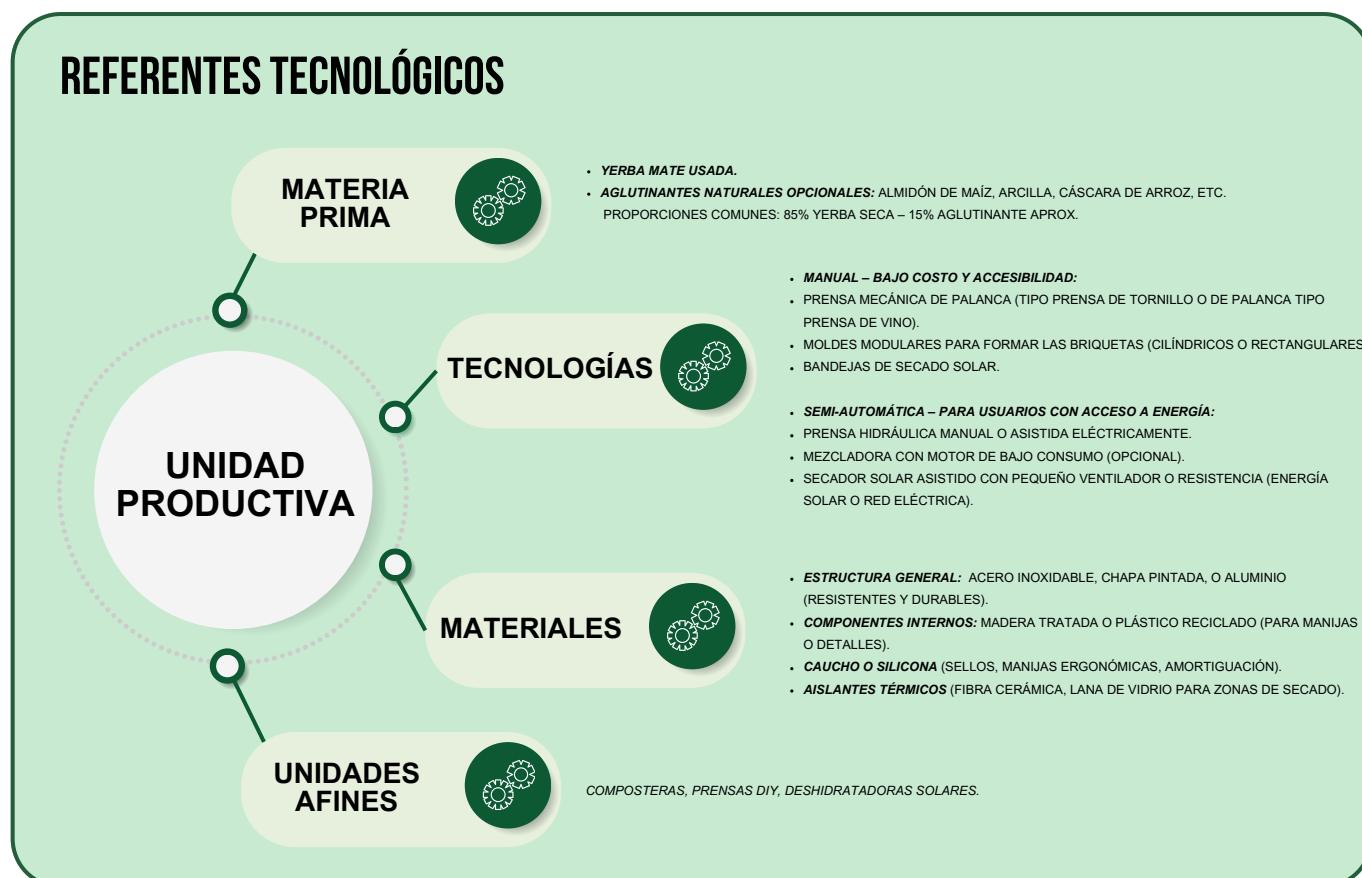 REFERENTES TECNOLÓGICOS
MATERIA
PRIMA
• YERBA MATE USADA.
• AGLUTINANTES NATURALES OPCIONALES: ALMIDÓN DE MAÍZ, ARCILLA, CÁSCARA DE ARROZ, ETC.
PROPORCIONES COMUNES: 85% YERBA SECA – 15% AGLUTINANTE APROX.
TECNOLOGÍAS
• MANUAL – BAJO COSTO Y ACCESIBILIDAD:
• PRENSA MECÁNICA DE PALANCA (TIPO PRENSA DE TORNILLO O DE PALANCA TIPO
PRENSA DE VINO).
• MOLDES MODULARES PARA FORMAR LAS BRIQUETAS (CILÍNDRICOS O RECTANGULARES
• BANDEJAS DE SECADO SOLAR.
• SEMI-AUTOMÁTICA – PARA USUARIOS CON ACCESO A ENERGÍA:
• PRENSA HIDRÁULICA MANUAL O ASISTIDA ELÉCTRICAMENTE.
• MEZCLADORA CON MOTOR DE BAJO CONSUMO (OPCIONAL).
• SECADOR SOLAR ASISTIDO CON PEQUEÑO VENTILADOR O RESISTENCIA (ENERGÍA
SOLAR O RED ELÉCTRICA).
UNIDAD
PRODUCTIVA
MATERIALES
• ESTRUCTURA GENERAL: ACERO INOXIDABLE, CHAPA PINTADA, O ALUMINIO
(RESISTENTES Y DURABLES).
• COMPONENTES INTERNOS: MADERA TRATADA O PLÁSTICO RECICLADO (PARA MANIJAS
O DETALLES).
• CAUCHO O SILICONA (SELLOS, MANIJAS ERGONÓMICAS, AMORTIGUACIÓN).
• AISLANTES TÉRMICOS (FIBRA CERÁMICA, LANA DE VIDRIO PARA ZONAS DE SECADO).
UNIDADES
AFINES
COMPOSTERAS, PRENSAS DIY, DESHIDRATADORAS SOLARES.